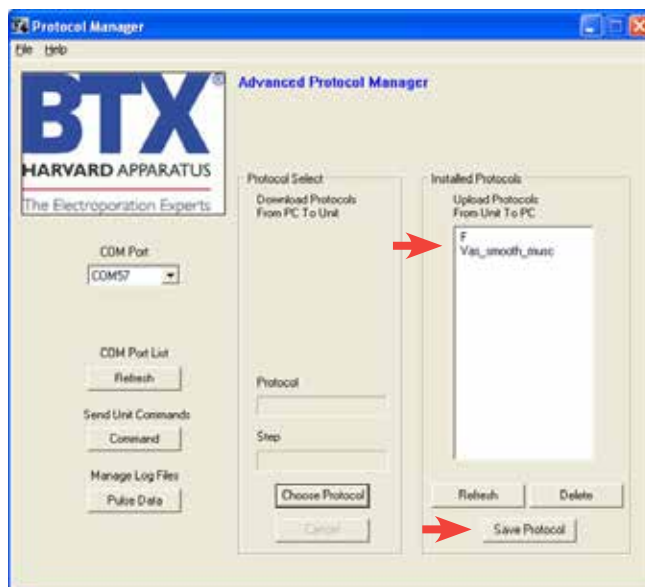 Protocol Manager
File Help
BTX®
HARVARD APPARATUS
The Electroporation Experts
Advanced Protocol Manager
COM Port
COM57
COM Port List
Refresh
Send Unit Commands
Command
Manage Log Files
Pulse Data
Protocol Select
Download Protocols
From PC To Unit
Protocol
Step
Choose Protocol
Cancel
Installed Protocols
Upload Protocols
From Unit To PC
F
Vas_smooth_musc
Refresh Delete
Save Protocol